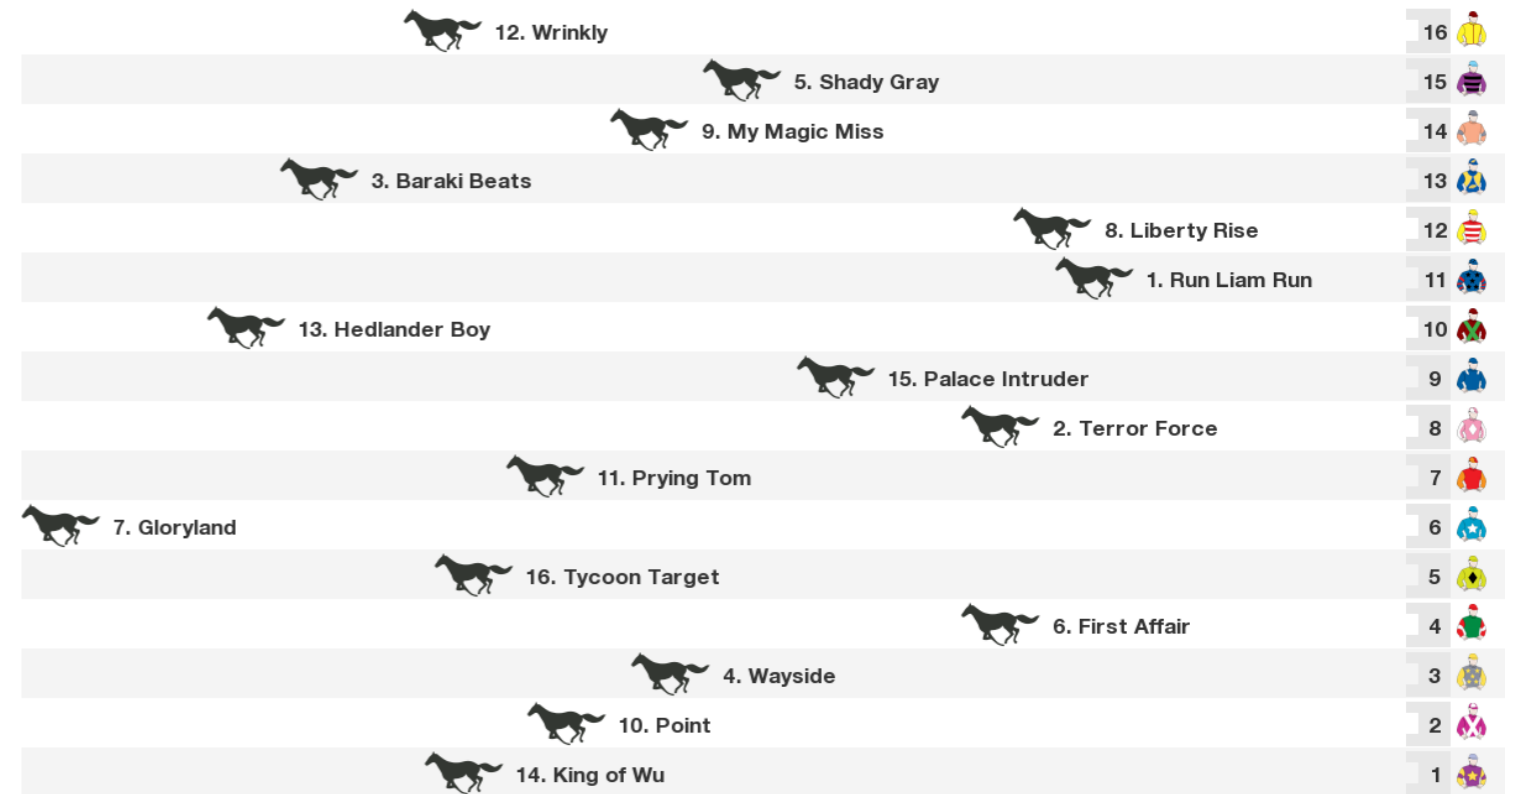 12. Wrinkly 16
5. Shady Gray 15
9. My Magic Miss 14
3. Baraki Beats 13
8. Liberty Rise 12
1. Run Liam Run 11
13. Hedlander Boy 10
15. Palace Intruder 9
2. Terror Force 8
11. Prying Tom 7
7. Gloryland 6
16. Tycoon Target 5
6. First Affair 4
4. Wayside 3
10. Point 2
14. King of Wu 1